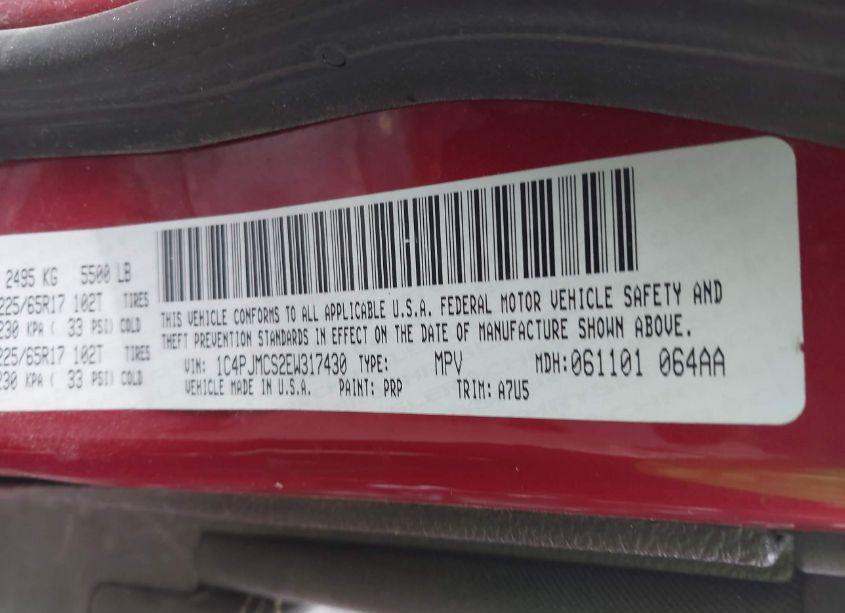 2495 KG 5500 LB
225/65R17 102T TIRES
230 KPA ( 33 PSI) COLD
225/65R17 102T TIRES
230 KPA ( 33 PSI) COLD
THIS VEHICLE CONFORMS TO ALL APPLICABLE U.S.A. FEDERAL MOTOR VEHICLE SAFETY AND
THEFT PREVENTION STANDARDS IN EFFECT ON THE DATE OF MANUFACTURE SHOWN ABOVE.
VIN: 1C4PJMCS2EW317430 TYPE: MPV MDH: 061101 064AA
VEHICLE MADE IN U.S.A. PAINT: PRP TRIM: A7U5